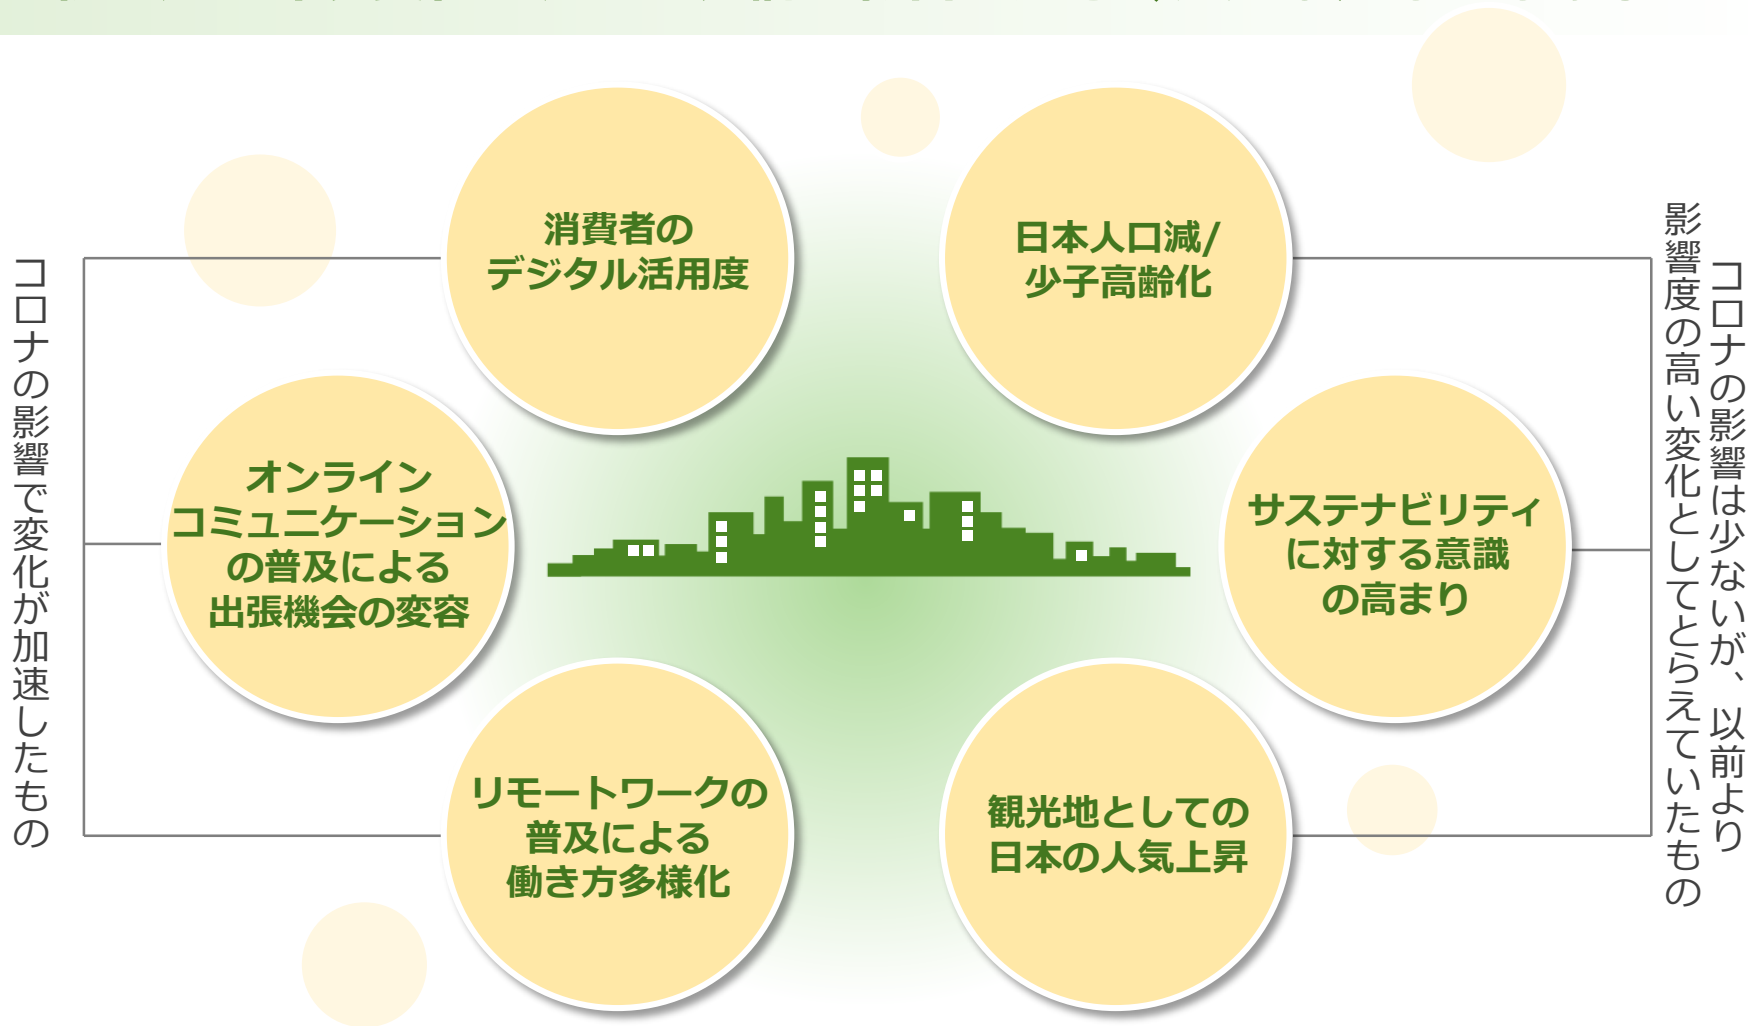 コロナの影響で変化が加速したもの
消費者の
デジタル活用度
オンライン
コミュニケーション
の普及による
出張機会の変容
リモートワークの
普及による
働き方多様化
日本人口減/
少子高齢化
サステナビリティ
に対する意識
の高まり
観光地としての
日本の人気上昇
コロナの影響は少ないが、以前より
影響度の高い変化としてとらえていたもの